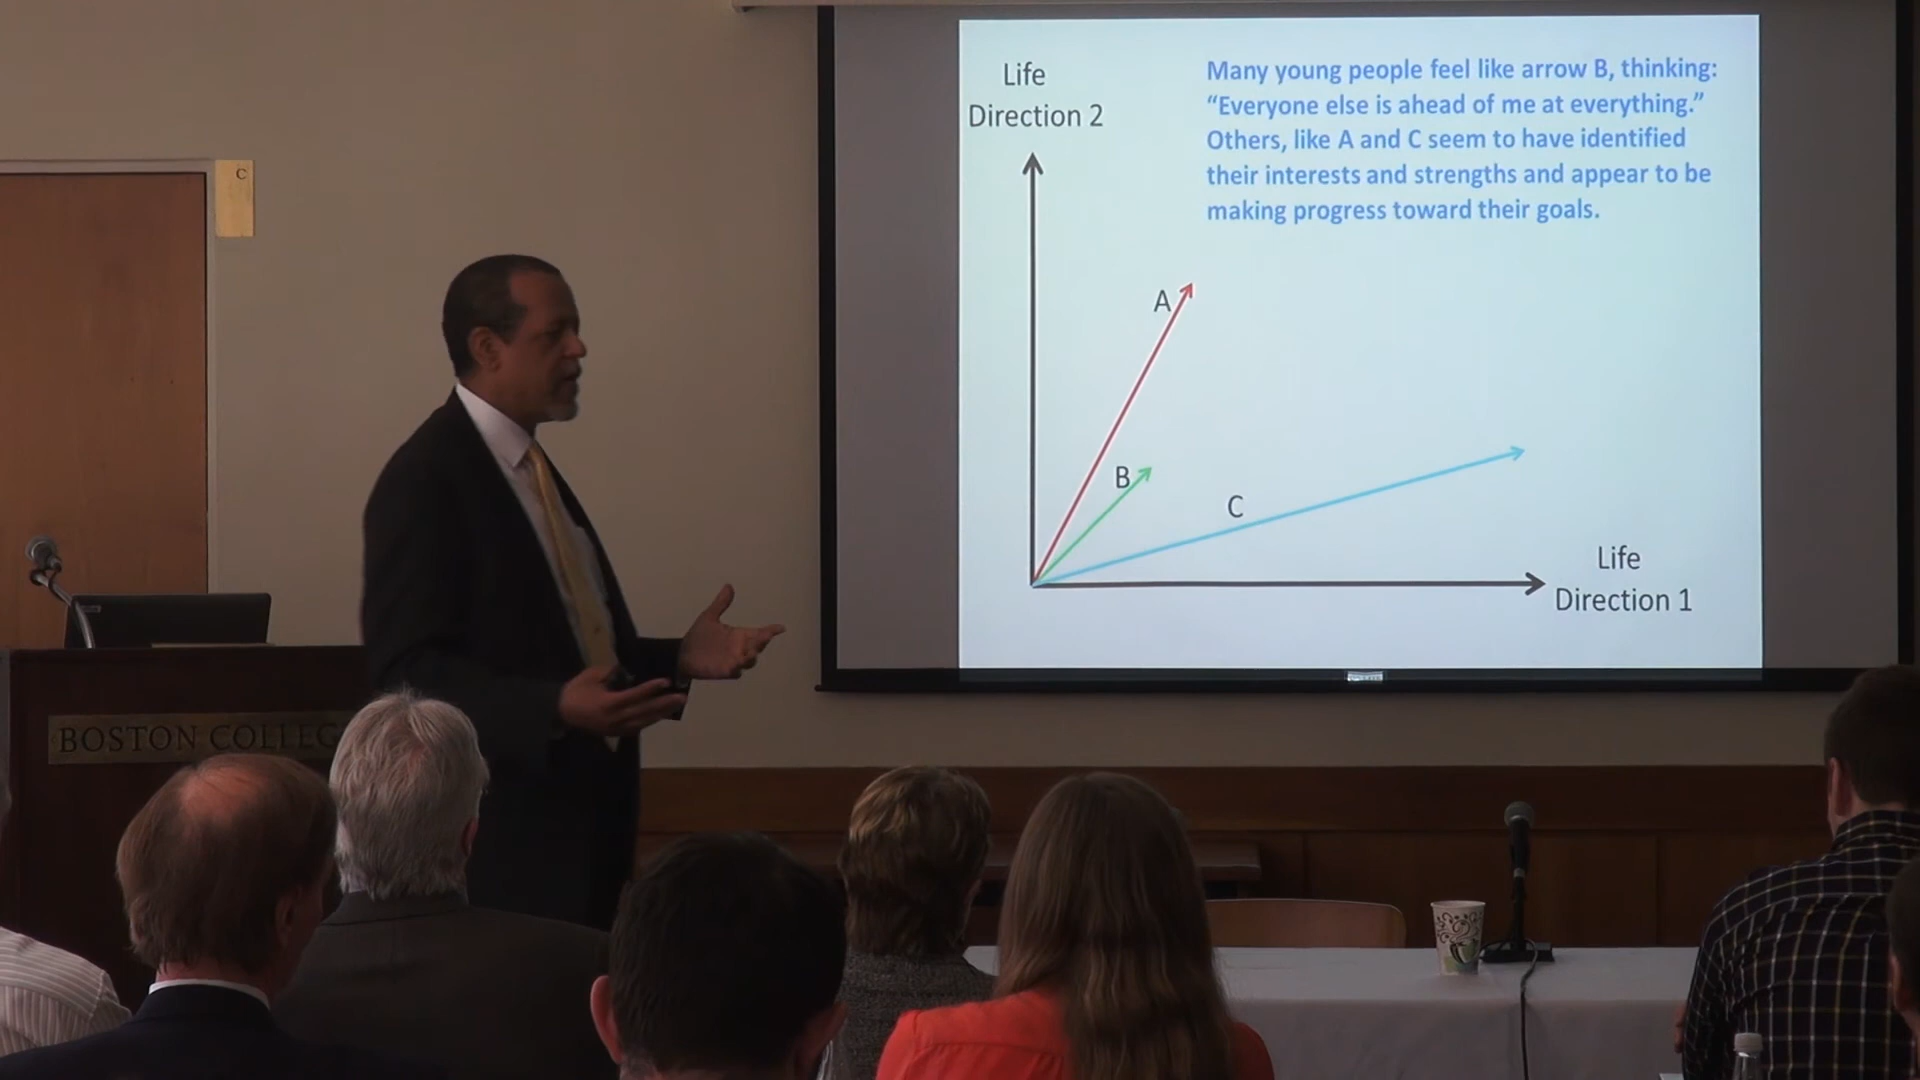 C
Life
Direction 2
Many young people feel like arrow B, thinking:
“Everyone else is ahead of me at everything.”
Others, like A and C seem to have identified
their interests and strengths and appear to be
making progress toward their goals.
A
B
C
Life
Direction 1
BOSTON COLLEGE